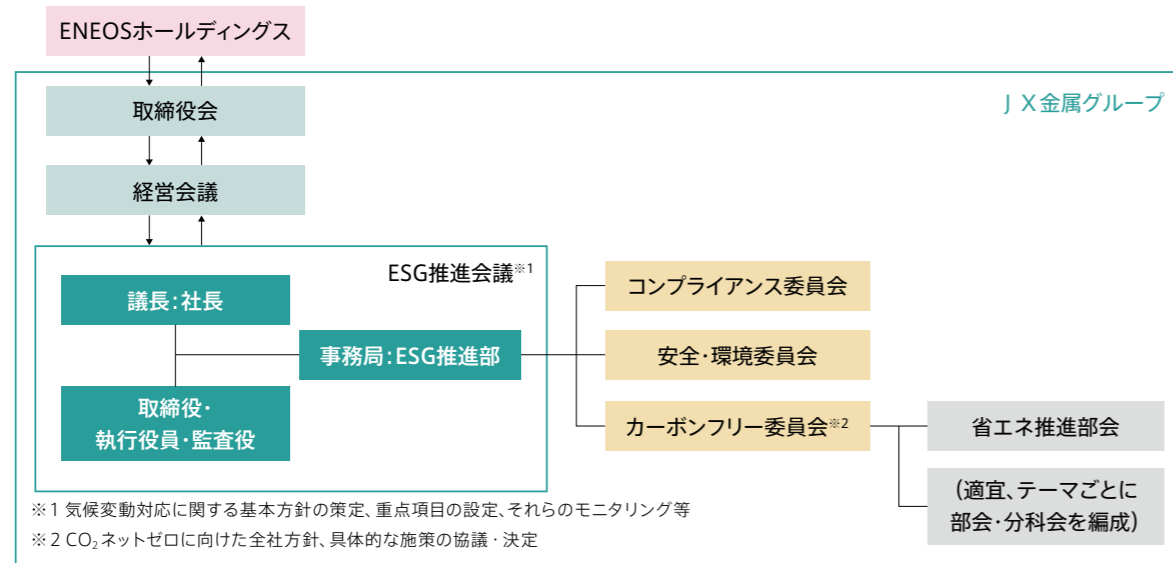 ENEOSホールディングス
JX金属グループ
取締役会
経営会議
ESG推進会議※1
議長:社長
事務局:ESG推進部
取締役・
執行役員・監査役
コンプライアンス委員会
安全・環境委員会
カーボンフリー委員会※2
省エネ推進部会
(適宜、テーマごとに
部会・分科会を編成)
※1 気候変動対応に関する基本方針の策定、重点項目の設定、それらのモニタリング等
※2 CO₂ネットゼロに向けた全社方針、具体的な施策の協議・決定